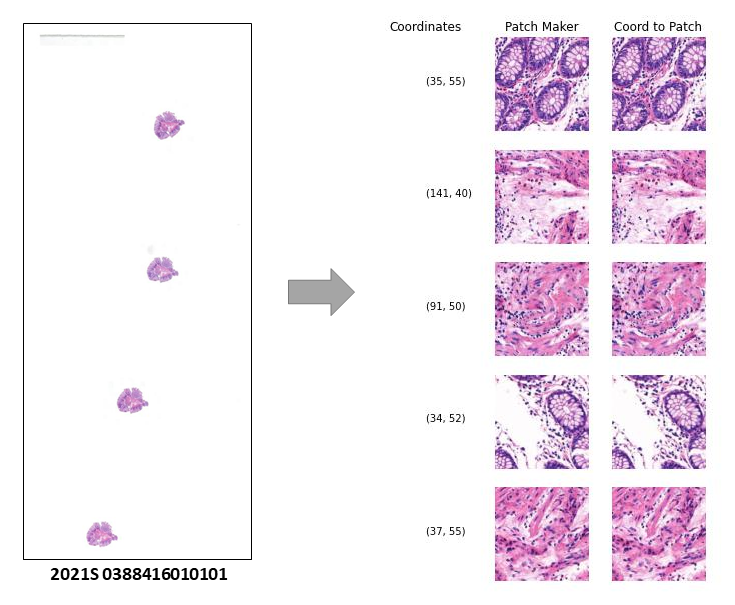 Coordinates Patch Maker Coord to Patch
(35, 55)
(141, 40)
(91, 50)
(34, 52)
(37, 55)
2021S 0388416010101